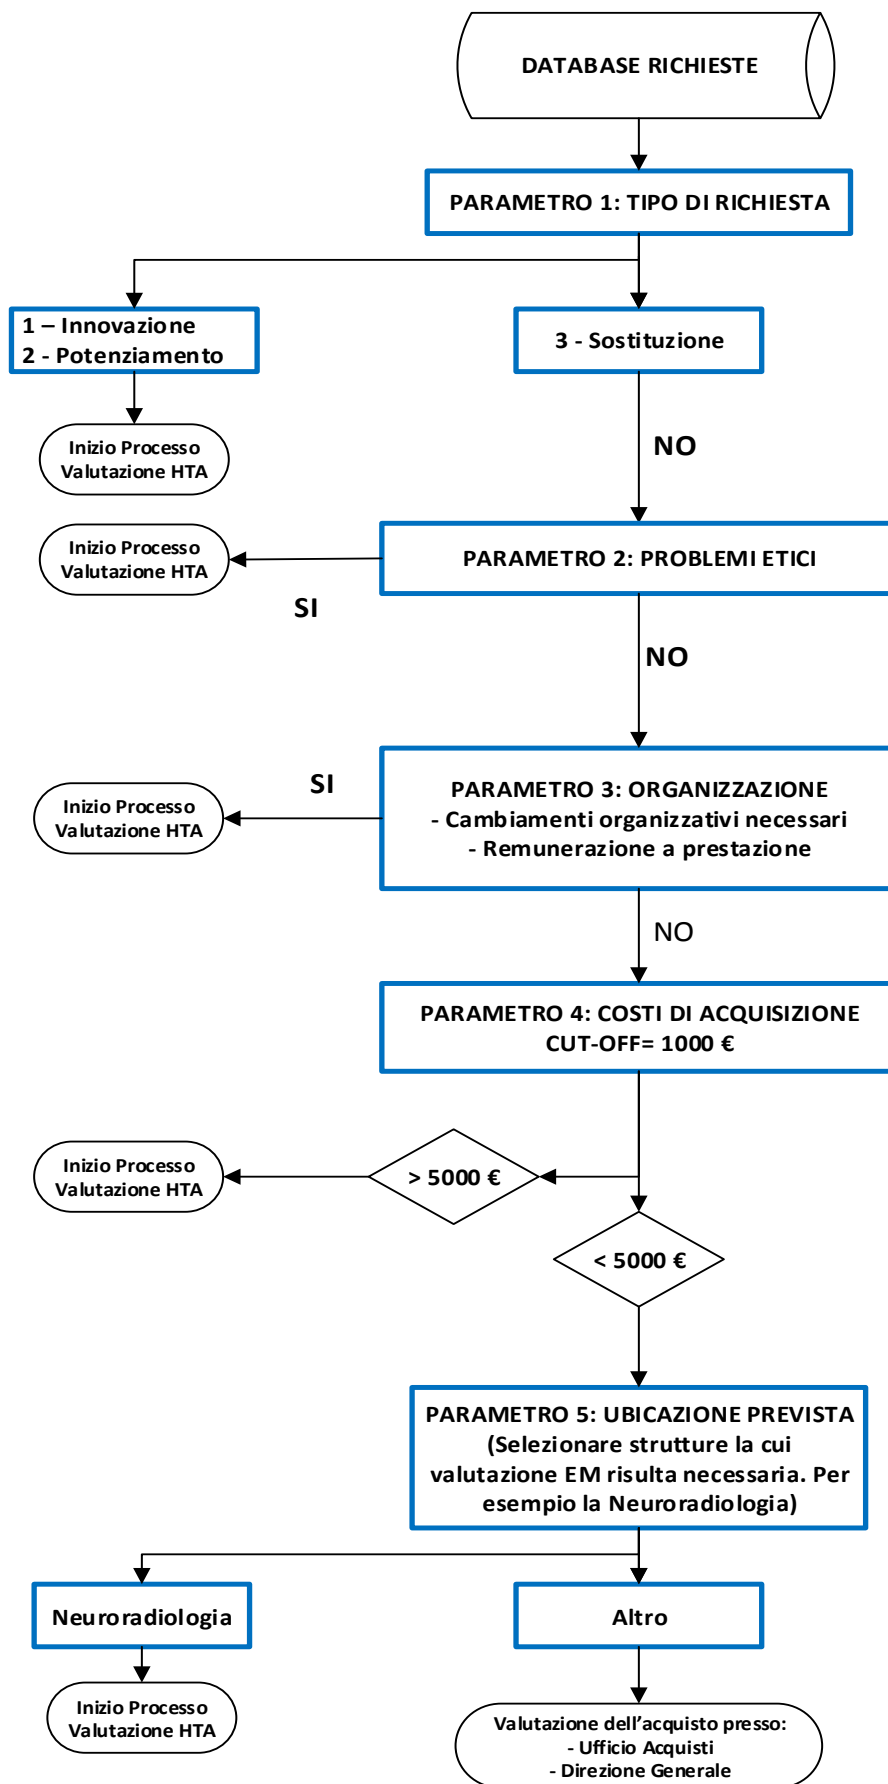 DATABASE RICHIESTE
PARAMETRO 1: TIPO DI RICHIESTA
1 – Innovazione
2 - Potenziamento
3 - Sostituzione
Inizio Processo
Valutazione HTA
NO
Inizio Processo
Valutazione HTA
PARAMETRO 2: PROBLEMI ETICI
SI
NO
SI
PARAMETRO 3: ORGANIZZAZIONE
- Cambiamenti organizzativi necessari
- Remunerazione a prestazione
Inizio Processo
Valutazione HTA
NO
PARAMETRO 4: COSTI DI ACQUISIZIONE
CUT-OFF= 1000 €
Inizio Processo
Valutazione HTA
> 5000 €
< 5000 €
PARAMETRO 5: UBICAZIONE PREVISTA
(Selezionare strutture la cui
valutazione EM risulta necessaria. Per
esempio la Neuroradiologia)
Neuroradiologia
Altro
Inizio Processo
Valutazione HTA
Valutazione dell’acquisto presso:
- Ufficio Acquisti
- Direzione Generale